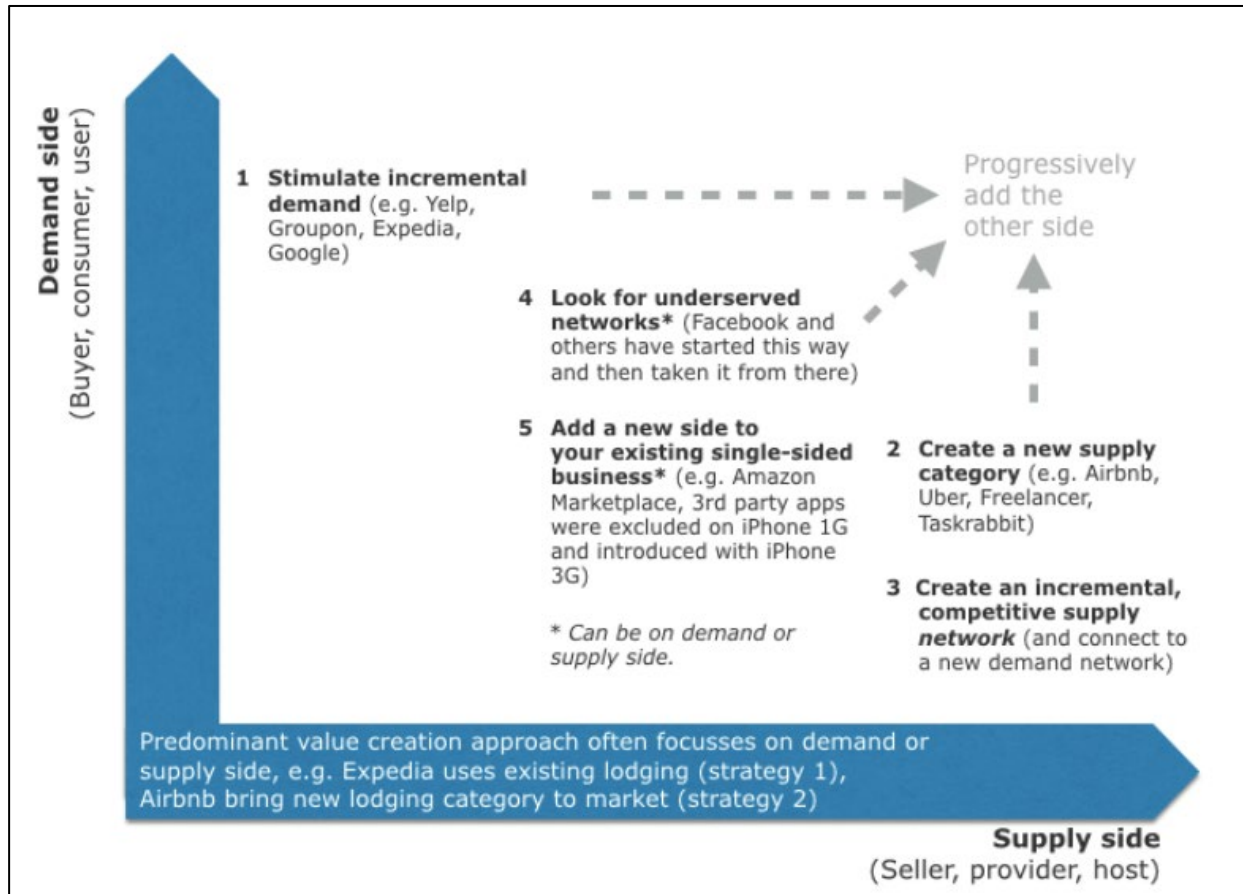 Demand side
(Buyer, consumer, user)
1 Stimulate incremental
demand (e.g. Yelp,
Groupon, Expedia,
Google)
Progressively
add the
other side
4 Look for underserved
networks* (Facebook and
others have started this way
and then taken it from there)
5 Add a new side to
your existing single-sided
business* (e.g. Amazon
Marketplace, 3rd party apps
were excluded on iPhone 1G
and introduced with iPhone
3G)
* Can be on demand or
supply side.
2 Create a new supply
category (e.g. Airbnb,
Uber, Freelancer,
Taskrabbit)
3 Create an incremental,
competitive supply
network (and connect to
a new demand network)
Predominant value creation approach often focusses on demand or
supply side, e.g. Expedia uses existing lodging (strategy 1),
Airbnb bring new lodging category to market (strategy 2)
Supply side
(Seller, provider, host)